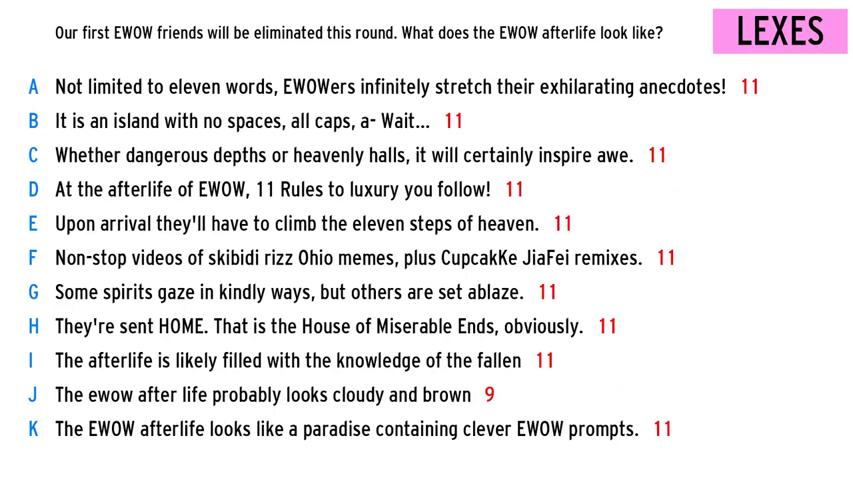 Our first EWOW friends will be eliminated this round. What does the EWOW afterlife look like?
LEXES
A Not limited to eleven words, EWOWers infinitely stretch their exhilarating anecdotes! 11
B It is an island with no spaces, all caps, a- Wait... 11
C Whether dangerous depths or heavenly halls, it will certainly inspire awe. 11
D At the afterlife of EWOW, 11 Rules to luxury you follow! 11
E Upon arrival they'll have to climb the eleven steps of heaven. 11
F Non-stop videos of skibidi rizz Ohio memes, plus CupcakKe JiaFei remixes. 11
G Some spirits gaze in kindly ways, but others are set ablaze. 11
H They're sent HOME. That is the House of Miserable Ends, obviously. 11
I The afterlife is likely filled with the knowledge of the fallen 11
J The ewow after life probably looks cloudy and brown 9
K The EWOW afterlife looks like a paradise containing clever EWOW prompts. 11